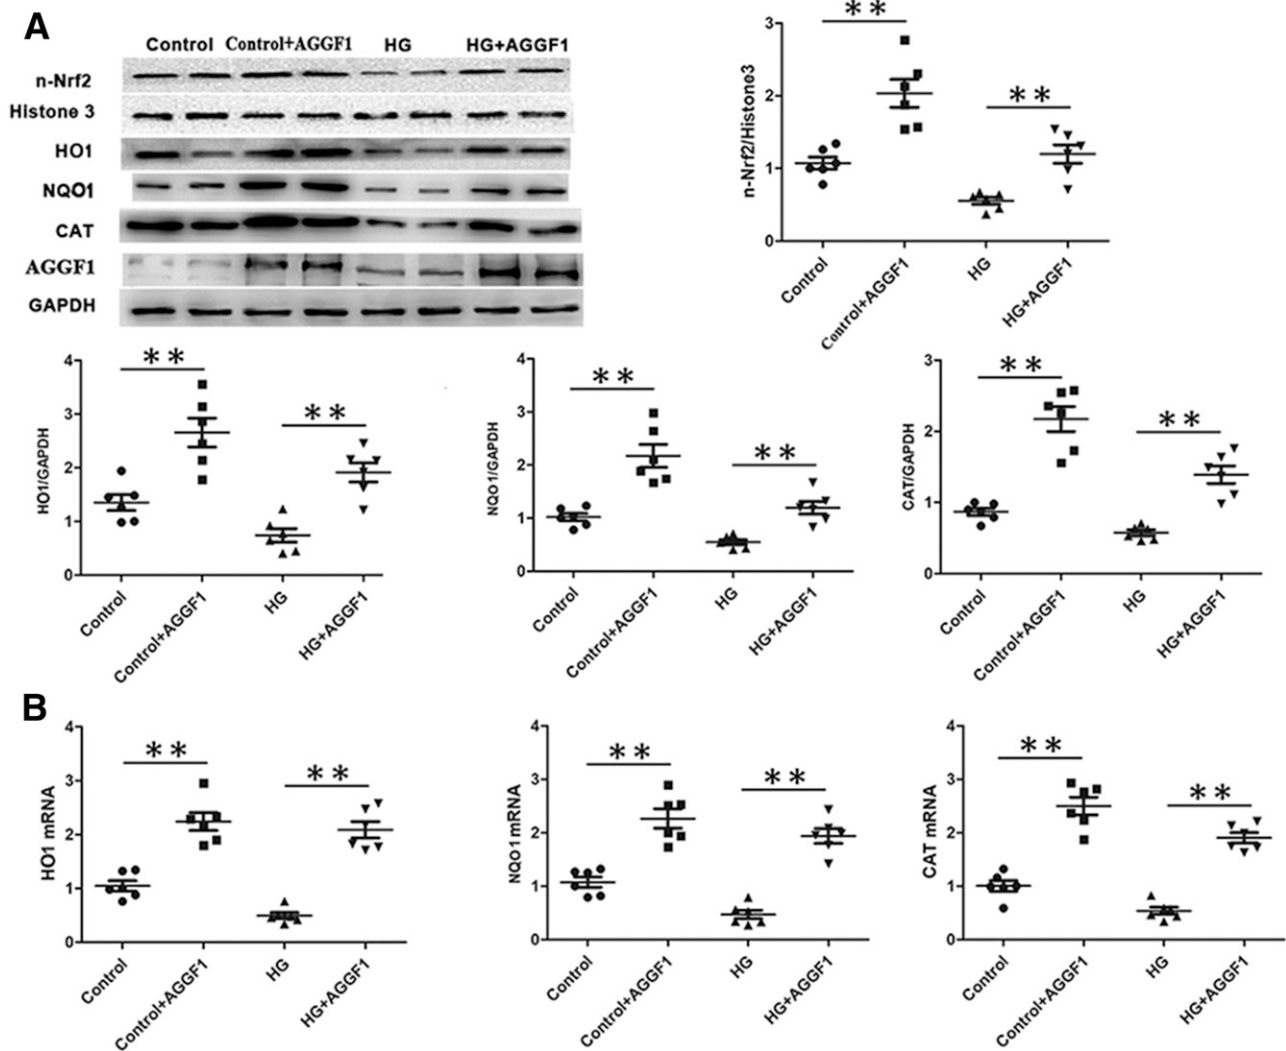 A
Control Control+AGGF1 HG HG+AGGF1
n-Nrf2
Histone 3
HO1
NQO1
CAT
AGGF1
GAPDH
**
**
n-Nrf2/Histone3
3
2
1
0
Control
Control+AGGF1
HG
HG+AGGF1
**
**
HO1/GAPDH
4
3
2
1
0
Control
Control+AGGF1
HG
HG+AGGF1
**
**
NQO1/GAPDH
4
3
2
1
0
Control
Control+AGGF1
HG
HG+AGGF1
**
**
CAT/GAPDH
3
2
1
0
Control
Control+AGGF1
HG
HG+AGGF1
B
**
**
HO1 mRNA
4
3
2
1
0
Control
Control+AGGF1
HG
HG+AGGF1
**
**
NQO1 mRNA
4
3
2
1
0
Control
Control+AGGF1
HG
HG+AGGF1
**
**
CAT mRNA
4
3
2
1
0
Control
Control+AGGF1
HG
HG+AGGF1